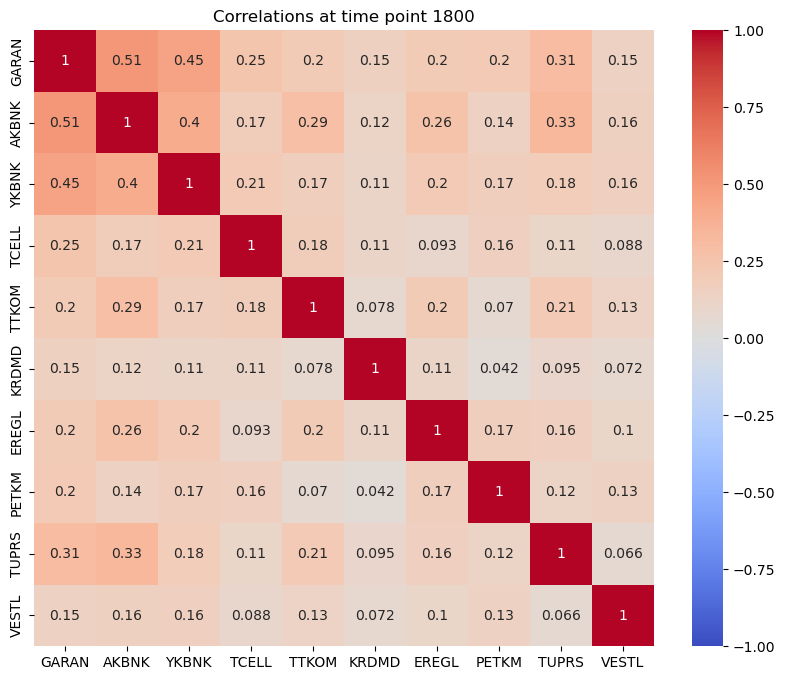 Correlations at time point 1800
GARAN 1 0.51 0.45 0.25 0.2 0.15 0.2 0.2 0.31 0.15
AKBNK 0.51 1 0.4 0.17 0.29 0.12 0.26 0.14 0.33 0.16
YKBNK 0.45 0.4 1 0.21 0.17 0.11 0.2 0.17 0.18 0.16
TCELL 0.25 0.17 0.21 1 0.18 0.11 0.093 0.16 0.11 0.088
TTKOM 0.2 0.29 0.17 0.18 1 0.078 0.2 0.07 0.21 0.13
KRDMD 0.15 0.12 0.11 0.11 0.078 1 0.11 0.042 0.095 0.072
EREGL 0.2 0.26 0.2 0.093 0.2 0.11 1 0.17 0.16 0.1
PETKM 0.2 0.14 0.17 0.16 0.07 0.042 0.17 1 0.12 0.13
TUPRS 0.31 0.33 0.18 0.11 0.21 0.095 0.16 0.12 1 0.066
VESTL 0.15 0.16 0.16 0.088 0.13 0.072 0.1 0.13 0.066 1
GARAN AKBNK YKBNK TCELL TTKOM KRDMD EREGL PETKM TUPRS VESTL
1.00
0.75
0.50
0.25
0.00
−0.25
−0.50
−0.75
−1.00